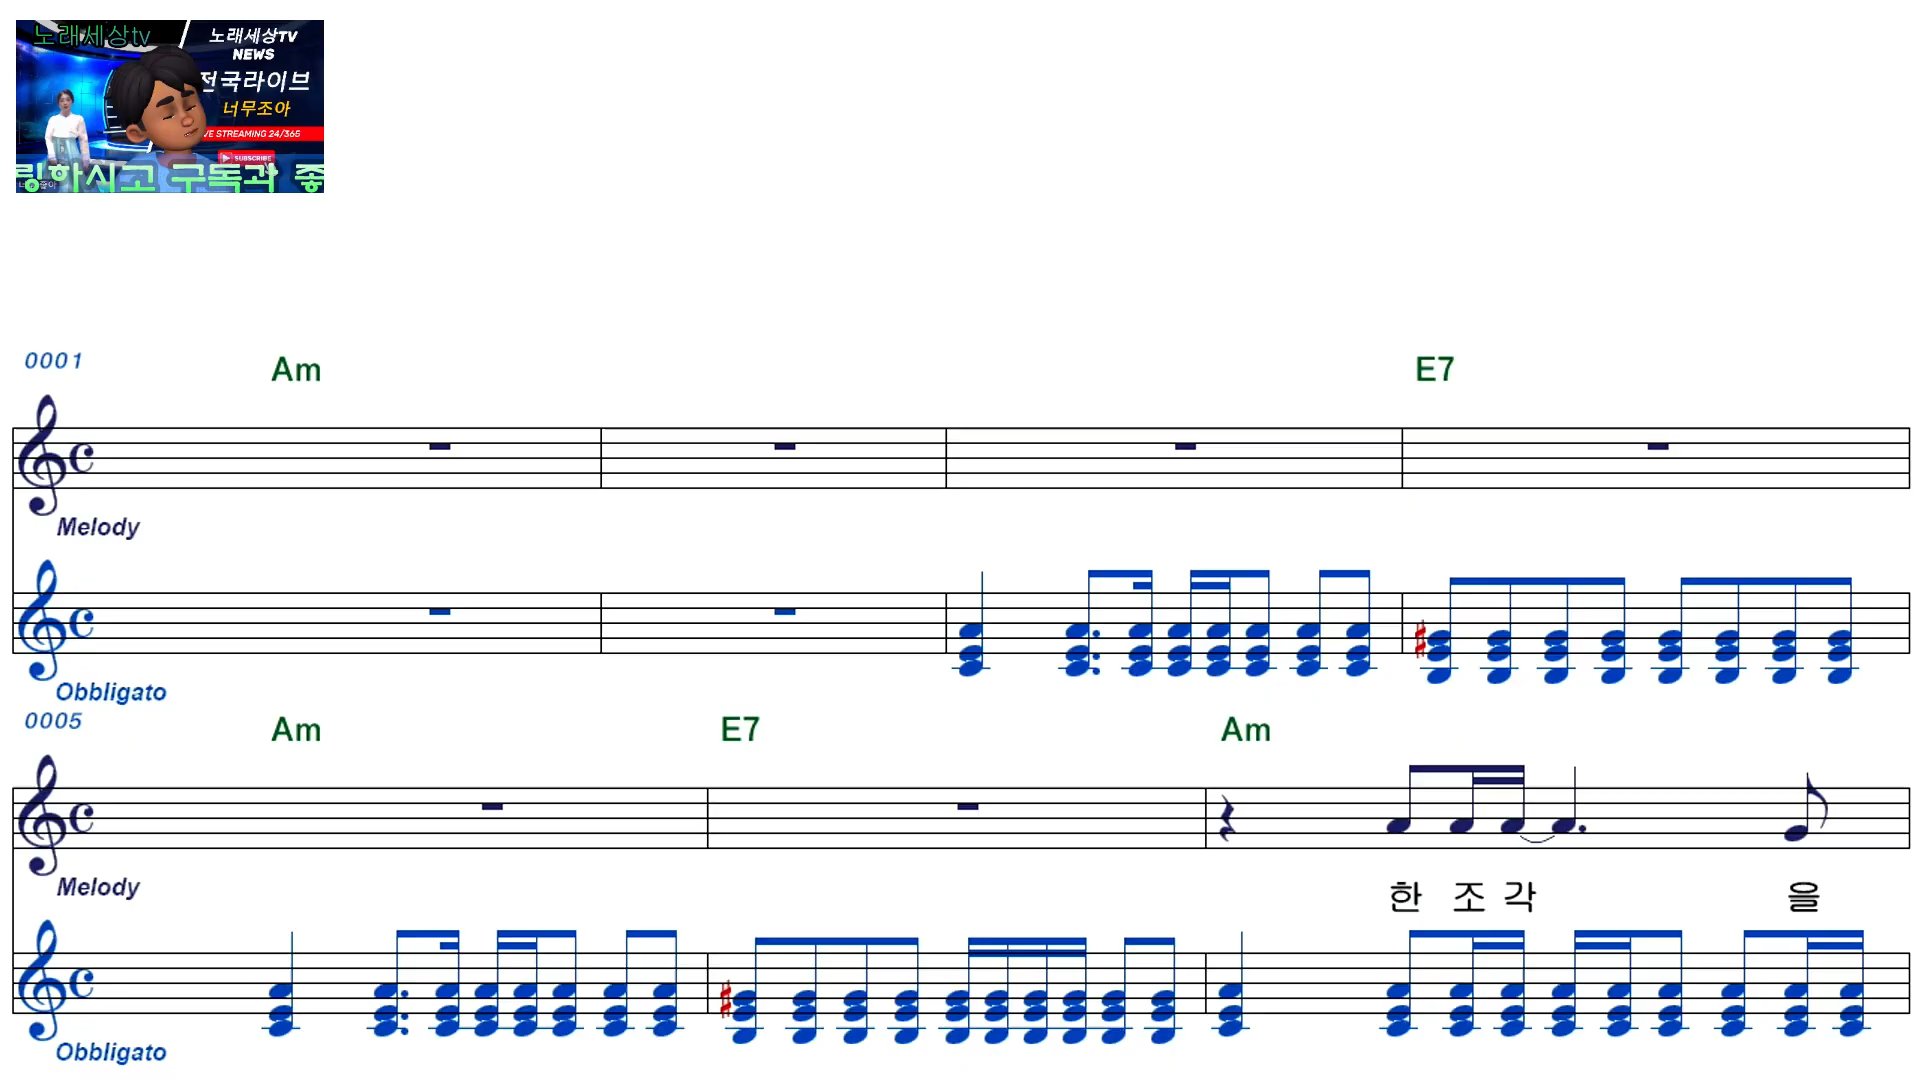 노래세상tv
노래세상TV
NEWS
전국라이브
너무조아
VE STREAMING 24/365
SUBSCRIBE
링하시고 구독과 좋
0001
Am E7
Melody
Obbligato
0005
Am E7 Am
Melody
한 조 각 을
Obbligato